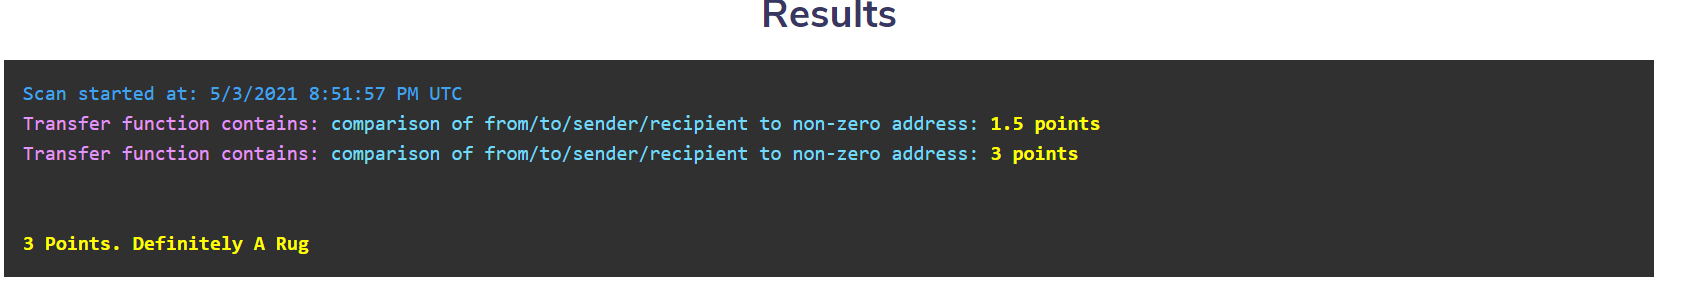 Results
Scan started at: 5/3/2021 8:51:57 PM UTC
Transfer function contains: comparison of from/to/sender/recipient to non-zero address: 1.5 points
Transfer function contains: comparison of from/to/sender/recipient to non-zero address: 3 points
3 Points. Definitely A Rug